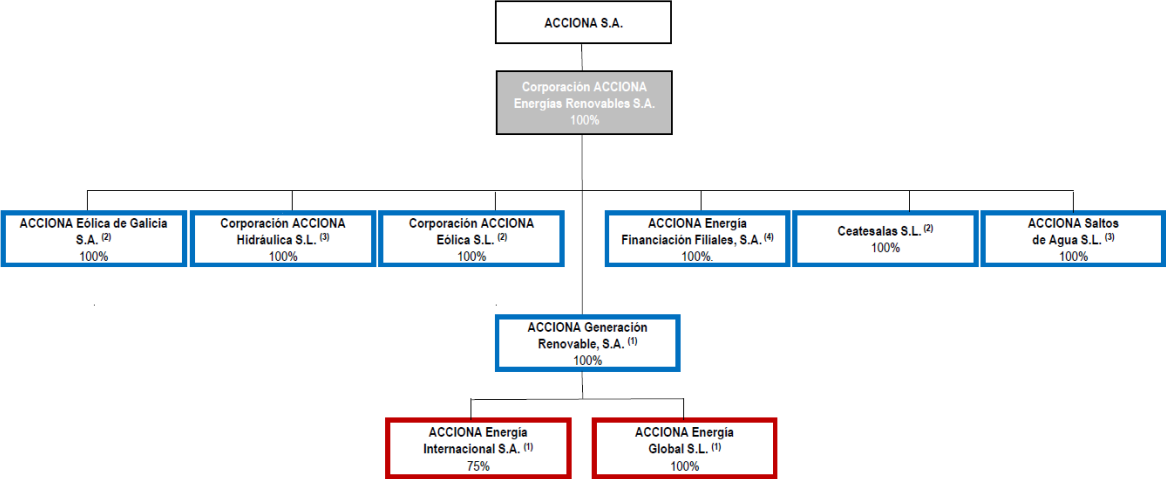 ACCIONA S.A.
Corporación ACCIONA
Energías Renovables S.A.
100%
ACCIONA Eólica de Galicia
S.A. (2)
100%
Corporación ACCIONA
Hidráulica S.L. (3)
100%
Corporación ACCIONA
Eólica S.L. (2)
100%
ACCIONA Energía
Financiación Filiales, S.A. (4)
100%.
Ceatesalas S.L. (2)
100%
ACCIONA Saltos
de Agua S.L. (3)
100%
ACCIONA Generación
Renovable, S.A. (1)
100%
ACCIONA Energía
Internacional S.A. (1)
75%
ACCIONA Energía
Global S.L. (1)
100%